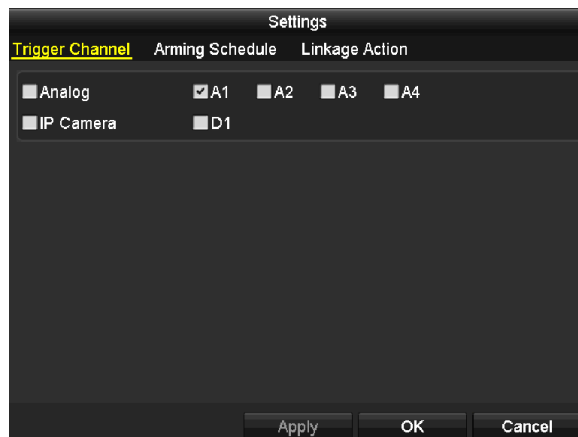 Settings
Trigger Channel Arming Schedule Linkage Action
Analog A1 A2 A3 A4
IP Camera D1
Apply OK Cancel